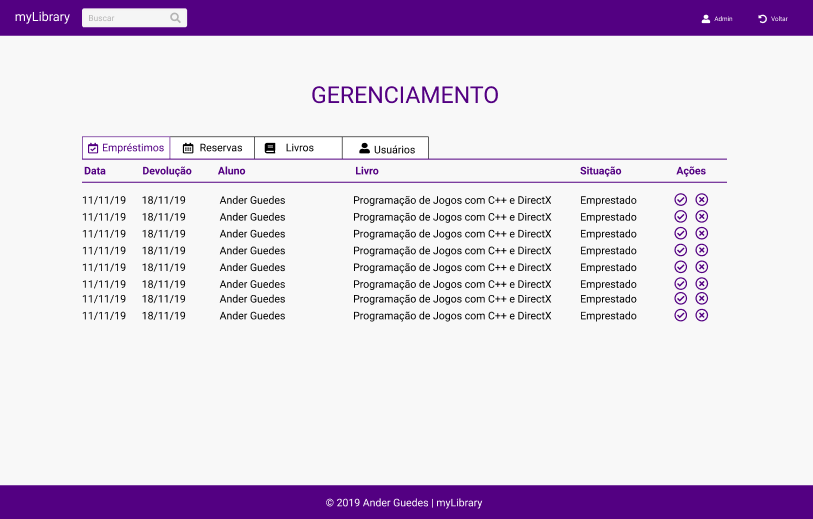 myLibrary Buscar Admin Voltar
GERENCIAMENTO
Empréstimos Reservas Livros Usuários
Data Devolução Aluno Livro Situação Ações
11/11/19 18/11/19 Ander Guedes Programação de Jogos com C++ e DirectX Emprestado
11/11/19 18/11/19 Ander Guedes Programação de Jogos com C++ e DirectX Emprestado
11/11/19 18/11/19 Ander Guedes Programação de Jogos com C++ e DirectX Emprestado
11/11/19 18/11/19 Ander Guedes Programação de Jogos com C++ e DirectX Emprestado
11/11/19 18/11/19 Ander Guedes Programação de Jogos com C++ e DirectX Emprestado
11/11/19 18/11/19 Ander Guedes Programação de Jogos com C++ e DirectX Emprestado
11/11/19 18/11/19 Ander Guedes Programação de Jogos com C++ e DirectX Emprestado
11/11/19 18/11/19 Ander Guedes Programação de Jogos com C++ e DirectX Emprestado
© 2019 Ander Guedes | myLibrary